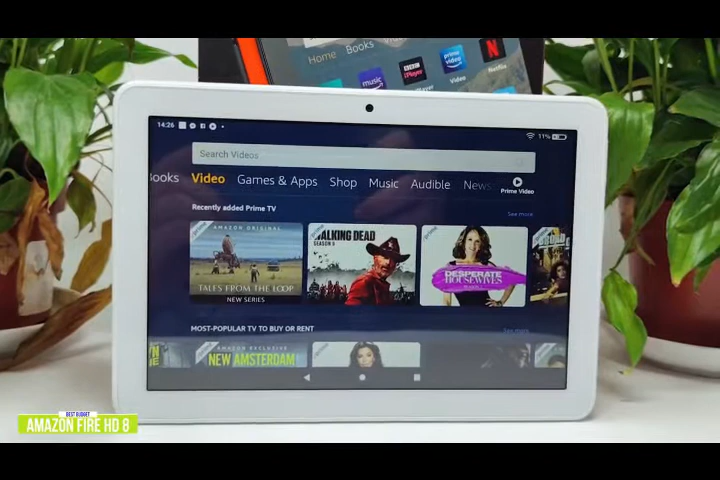 Home Books
prime video
BBC iPlayer
music
Video
Netflix
14:26
11%
Search Videos
Books Video Games & Apps Shop Music Audible News Prime Video
Recently added Prime TV
See more
AMAZON ORIGINAL
TALES FROM THE LOOP
NEW SERIES
WALKING DEAD
prime
DESPERATE
HOUSEWIVES
MOST-POPULAR TV TO BUY OR RENT
See more
AMAZON EXCLUSIVE
NEW AMSTERDAM
BEST BUDGET
AMAZON FIRE HD 8